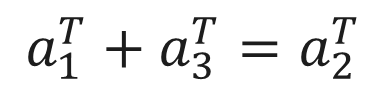 $a_1^T + a_3^T = a_2^T$